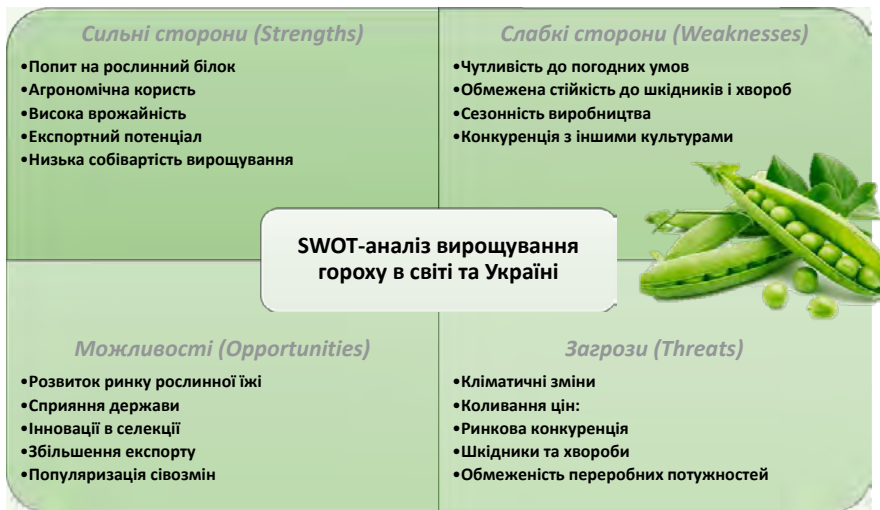 Сильні сторони (Strengths)
•Попит на рослинний білок
•Агрономічна користь
•Висока врожайність
•Експортний потенціал
•Низька собівартість вирощування
Слабкі сторони (Weaknesses)
•Чутливість до погодних умов
•Обмежена стійкість до шкідників і хвороб
•Сезонність виробництва
•Конкуренція з іншими культурами
SWOT-аналіз вирощування
гороху в світі та Україні
Можливості (Opportunities)
•Розвиток ринку рослинної їжі
•Сприяння держави
•Інновації в селекції
•Збільшення експорту
•Популяризація сівозмін
Загрози (Threats)
•Кліматичні зміни
•Коливання цін:
•Ринкова конкуренція
•Шкідники та хвороби
•Обмеженість переробних потужностей